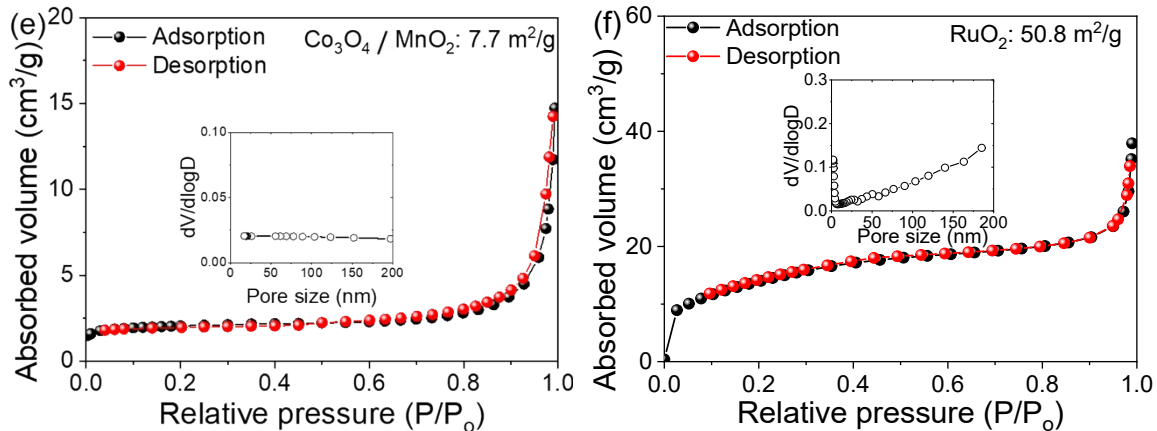 (e)
20
15
10
5
0
Absorbed volume (cm³/g)
Adsorption
Desorption
Co₃O₄ / MnO₂: 7.7 m²/g
0.10
0.05
0.00
dV/dlogD
0 50 100 150 200
Pore size (nm)
0.0 0.2 0.4 0.6 0.8 1.0
Relative pressure (P/Pₒ)
(f)
60
40
20
0
Absorbed volume (cm³/g)
Adsorption
Desorption
RuO₂: 50.8 m²/g
0.3
0.2
0.1
0.0
dV/dlogD
0 50 100 150 200
Pore size (nm)
0.0 0.2 0.4 0.6 0.8 1.0
Relative pressure (P/Pₒ)